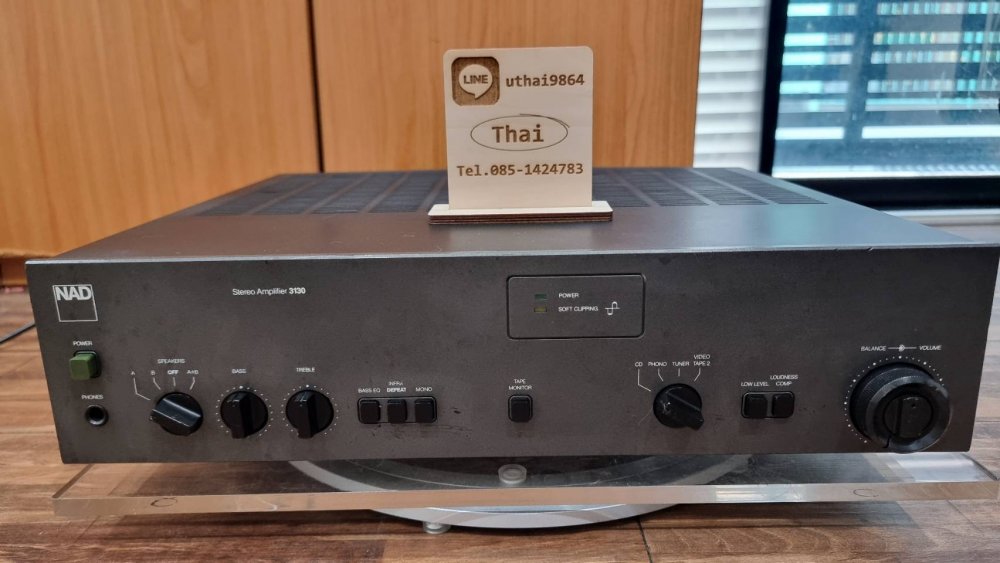 LINE
uthai9864
Thai
Tel.085-1424783
NAD
Stereo Amplifier 3130
POWER
SOFT CLIPPING
POWER
PHONES
SPEAKERS
A B OFF A+B
BASS
TREBLE
BASS EQ
INFRA
DEFEAT
MONO
TAPE
MONITOR
CD PHONO TUNER VIDEO
TAPE 2
LOW LEVEL
LOUDNESS
COMP
BALANCE VOLUME